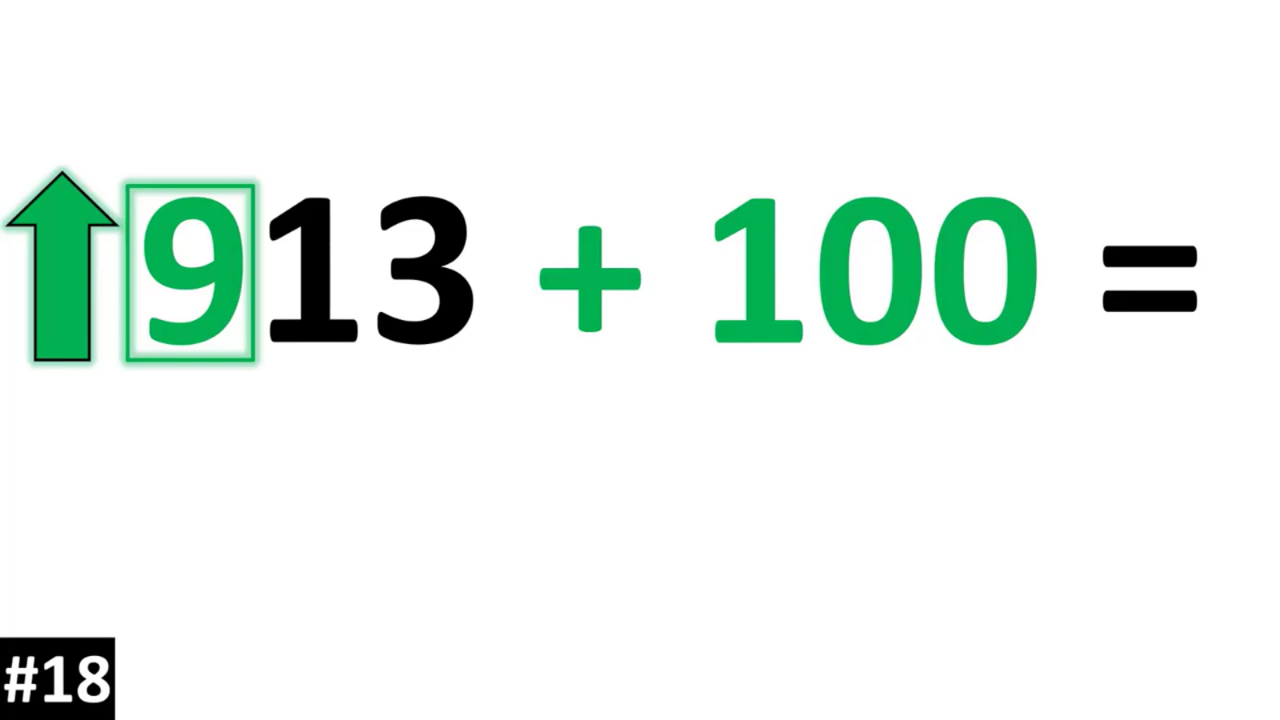 913 + 100 =
#18